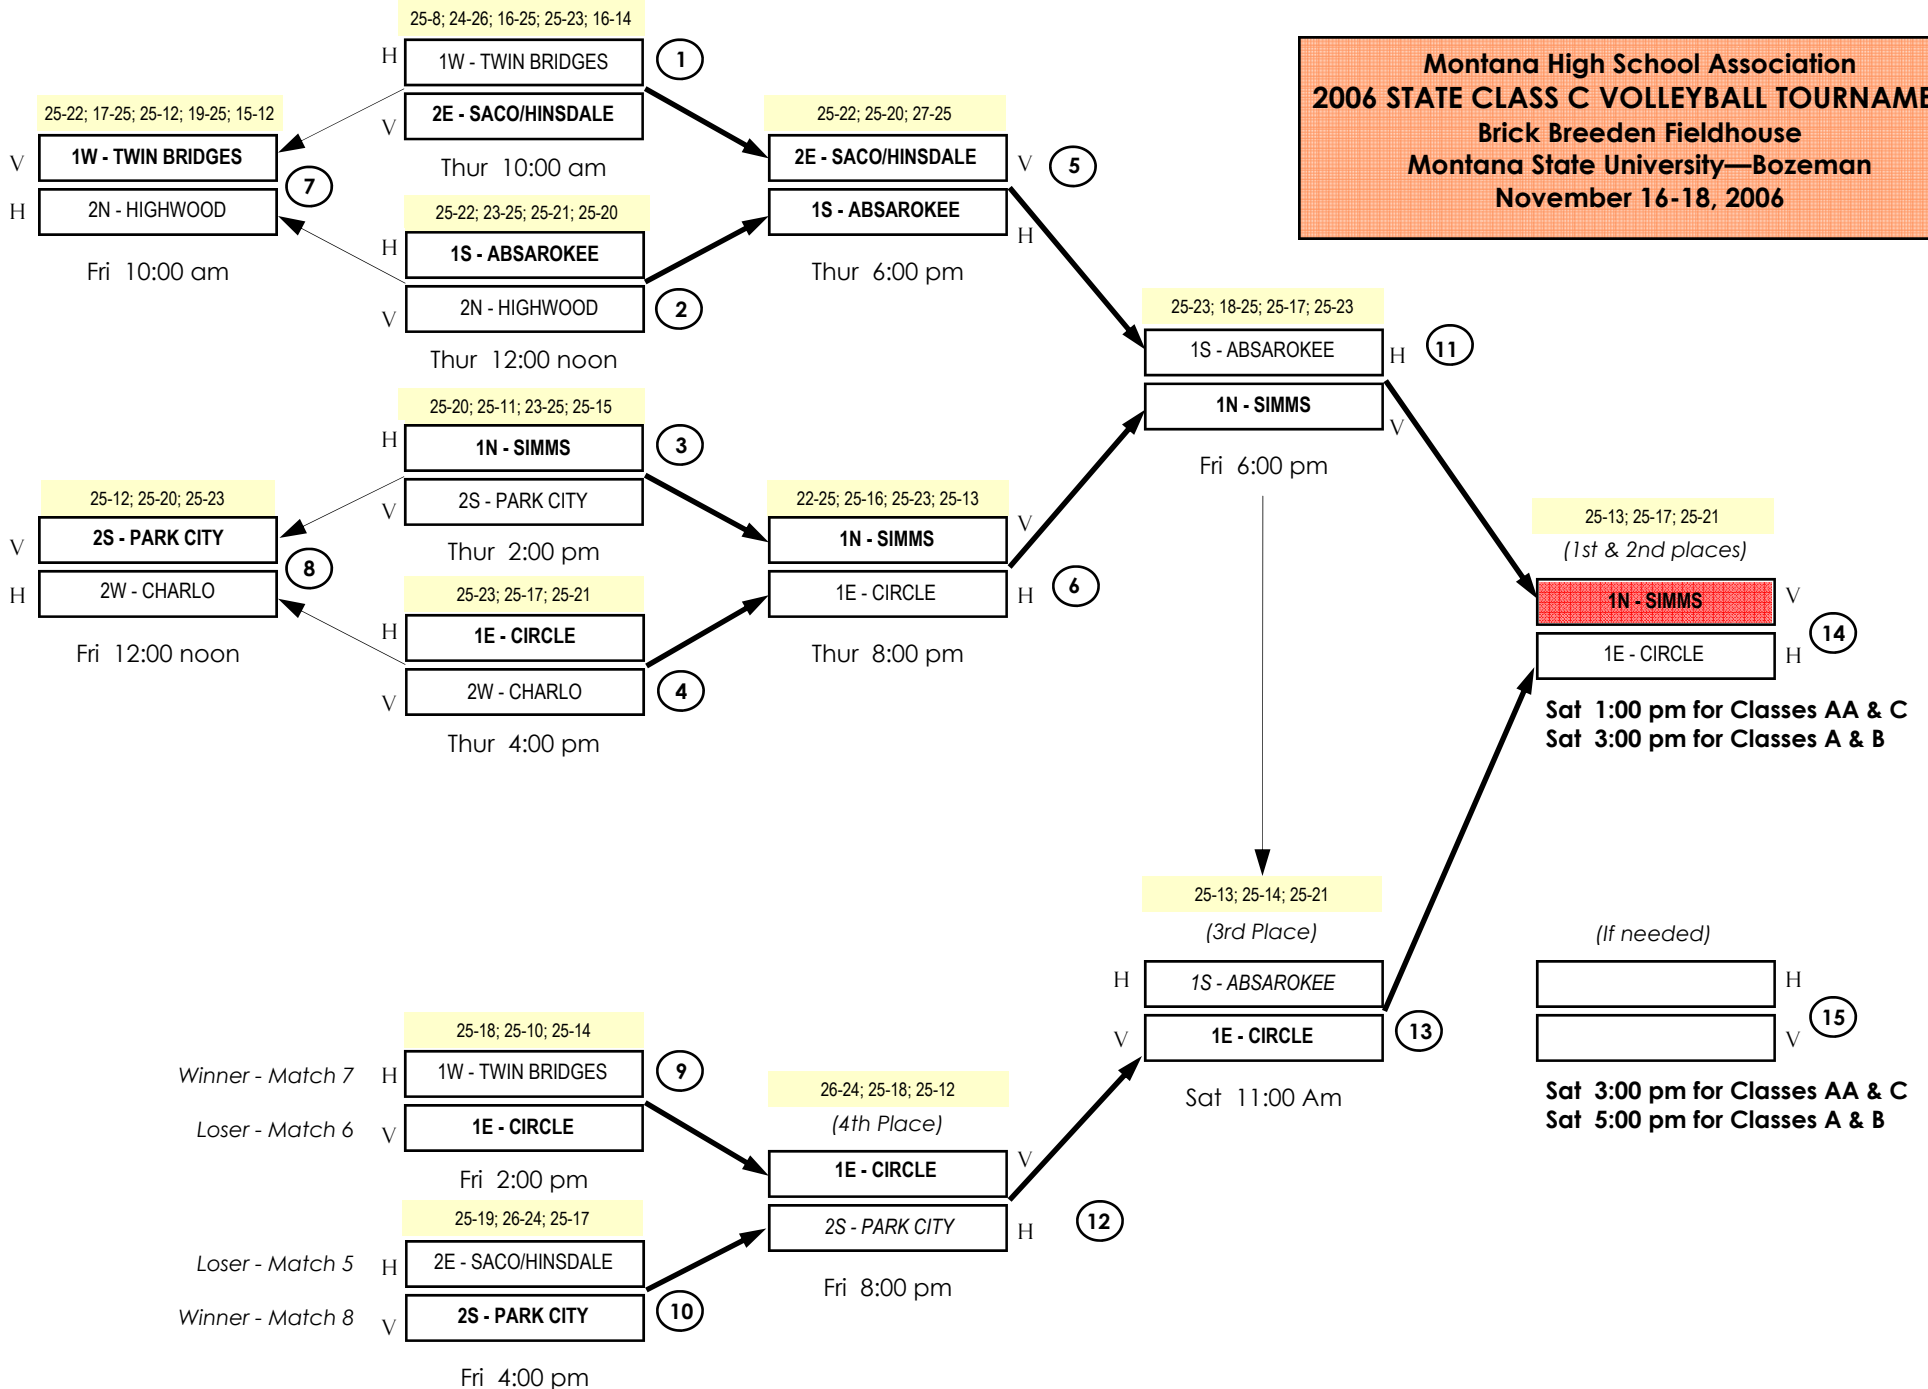 Montana High School Association
2006 STATE CLASS C VOLLEYBALL TOURNAME
Brick Breeden Fieldhouse
Montana State University—Bozeman
November 16-18, 2006
25-8; 24-26; 16-25; 25-23; 16-14
H 1W - TWIN BRIDGES 1
V 2E - SACO/HINSDALE
Thur 10:00 am
25-22; 17-25; 25-12; 19-25; 15-12
V 1W - TWIN BRIDGES
7
H 2N - HIGHWOOD
Fri 10:00 am
25-22; 23-25; 25-21; 25-20
H 1S - ABSAROKEE
V 2N - HIGHWOOD 2
Thur 12:00 noon
25-22; 25-20; 27-25
2E - SACO/HINSDALE V 5
1S - ABSAROKEE H
Thur 6:00 pm
25-20; 25-11; 23-25; 25-15
H 1N - SIMMS 3
V 2S - PARK CITY
Thur 2:00 pm
25-12; 25-20; 25-23
V 2S - PARK CITY
8
H 2W - CHARLO
Fri 12:00 noon
25-23; 25-17; 25-21
H 1E - CIRCLE
V 2W - CHARLO 4
Thur 4:00 pm
22-25; 25-16; 25-23; 25-13
1N - SIMMS V
1E - CIRCLE H 6
Thur 8:00 pm
25-23; 18-25; 25-17; 25-23
1S - ABSAROKEE H 11
1N - SIMMS V
Fri 6:00 pm
25-13; 25-17; 25-21
(1st & 2nd places)
1N - SIMMS V
14
1E - CIRCLE H
Sat 1:00 pm for Classes AA & C
Sat 3:00 pm for Classes A & B
25-13; 25-14; 25-21
(3rd Place)
H 1S - ABSAROKEE
V 1E - CIRCLE 13
Sat 11:00 Am
(If needed)
H
15
V
Sat 3:00 pm for Classes AA & C
Sat 5:00 pm for Classes A & B
25-18; 25-10; 25-14
Winner - Match 7 H 1W - TWIN BRIDGES 9
Loser - Match 6 V 1E - CIRCLE
Fri 2:00 pm
25-19; 26-24; 25-17
Loser - Match 5 H 2E - SACO/HINSDALE
Winner - Match 8 V 2S - PARK CITY 10
Fri 4:00 pm
26-24; 25-18; 25-12
(4th Place)
1E - CIRCLE V
2S - PARK CITY H 12
Fri 8:00 pm